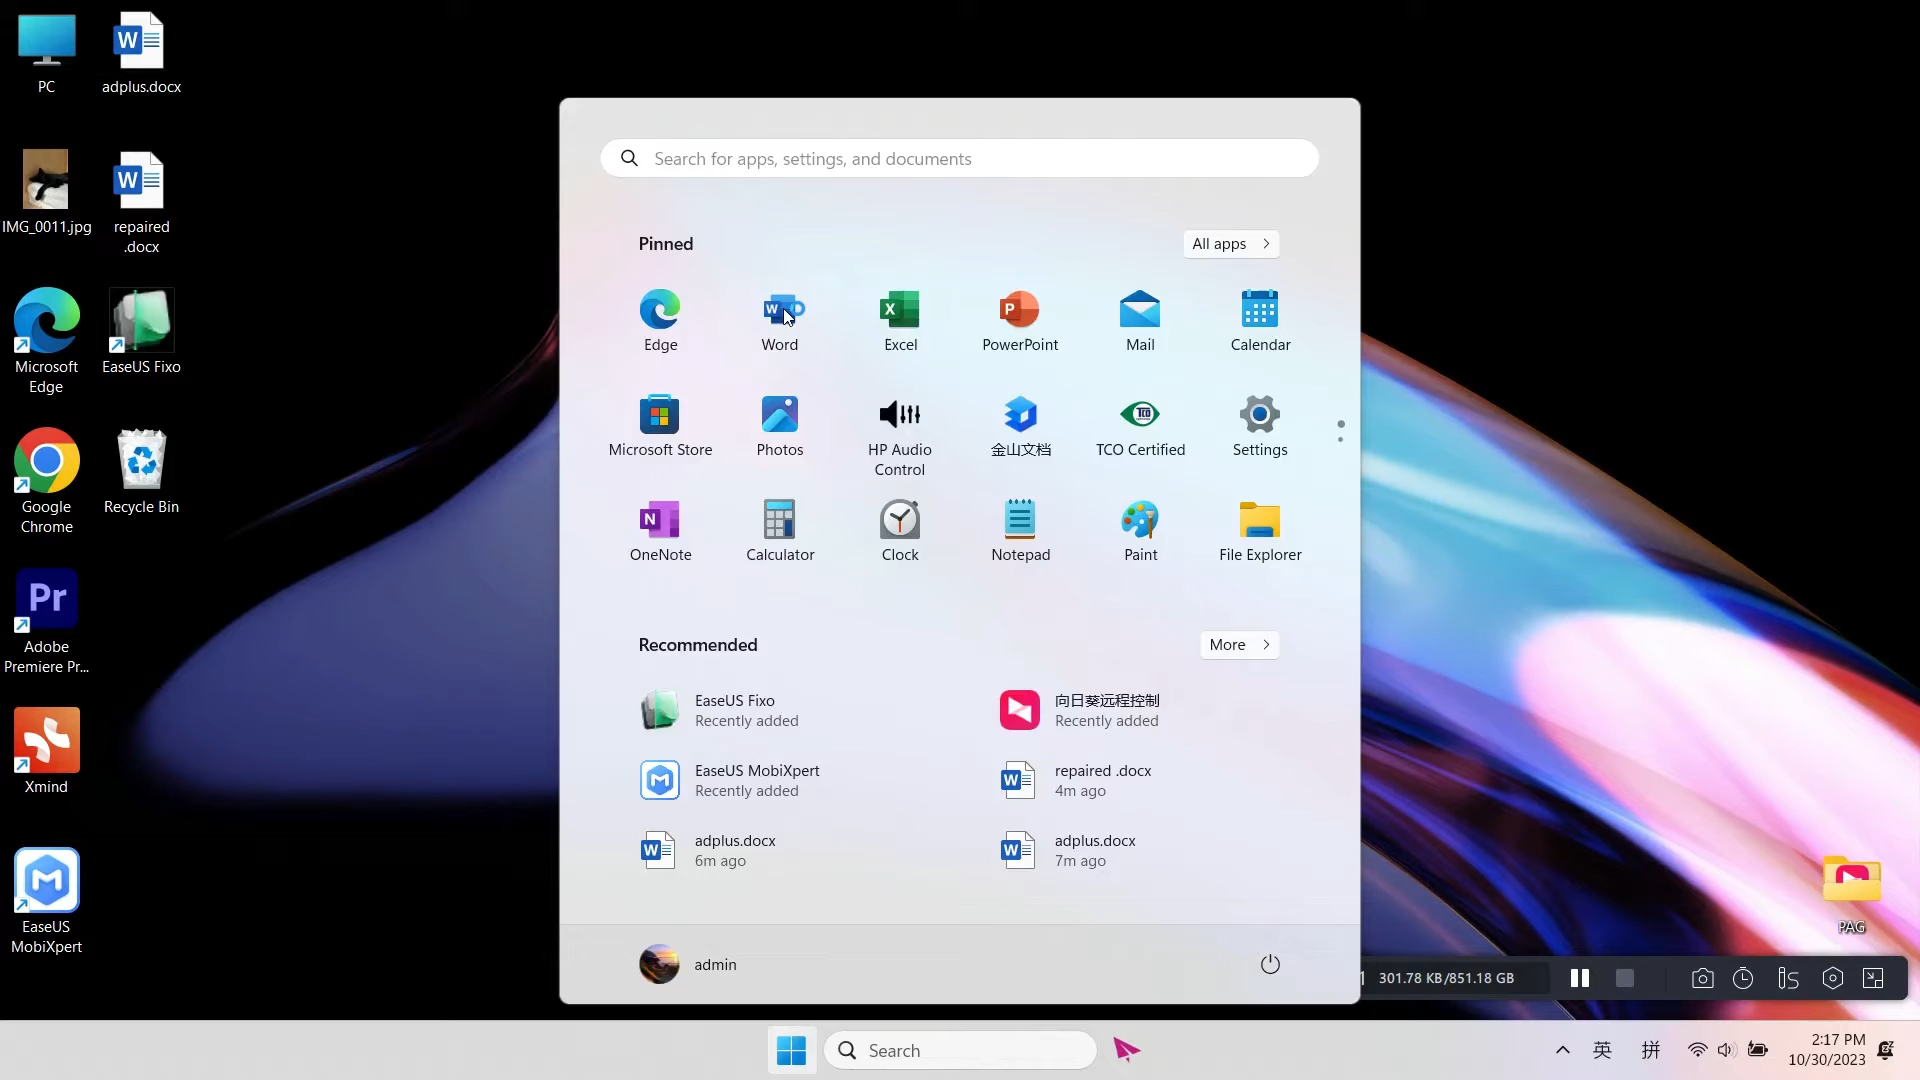 PC
adplus.docx
IMG_0011.jpg
repaired
.docx
Microsoft
Edge
EaseUS Fixo
Google
Chrome
Recycle Bin
Pr
Adobe
Premiere Pr...
Xmind
EaseUS
MobiXpert
Search for apps, settings, and documents
Pinned
All apps
Edge
Word
Excel
PowerPoint
Mail
Calendar
Microsoft Store
Photos
HP Audio
Control
金山文档
TCO Certified
Settings
OneNote
Calculator
Clock
Notepad
Paint
File Explorer
Recommended
More
EaseUS Fixo
Recently added
向日葵远程控制
Recently added
EaseUS MobiXpert
Recently added
repaired .docx
4m ago
adplus.docx
6m ago
adplus.docx
7m ago
admin
PAG
301.78 KB/851.18 GB
Search
英
拼
2:17 PM
10/30/2023